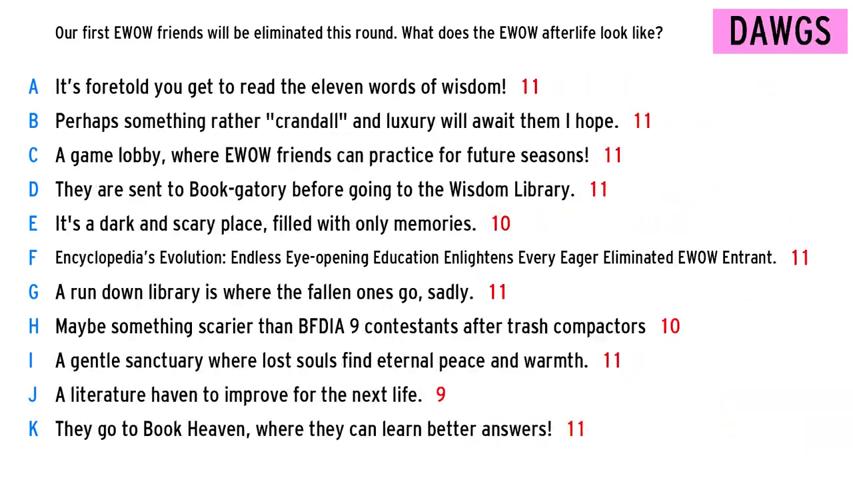 Our first EWOW friends will be eliminated this round. What does the EWOW afterlife look like?
DAWGS
A It's foretold you get to read the eleven words of wisdom! 11
B Perhaps something rather "crandall" and luxury will await them I hope. 11
C A game lobby, where EWOW friends can practice for future seasons! 11
D They are sent to Book-gatory before going to the Wisdom Library. 11
E It's a dark and scary place, filled with only memories. 10
F Encyclopedia's Evolution: Endless Eye-opening Education Enlightens Every Eager Eliminated EWOW Entrant. 11
G A run down library is where the fallen ones go, sadly. 11
H Maybe something scarier than BFDIA 9 contestants after trash compactors 10
I A gentle sanctuary where lost souls find eternal peace and warmth. 11
J A literature haven to improve for the next life. 9
K They go to Book Heaven, where they can learn better answers! 11